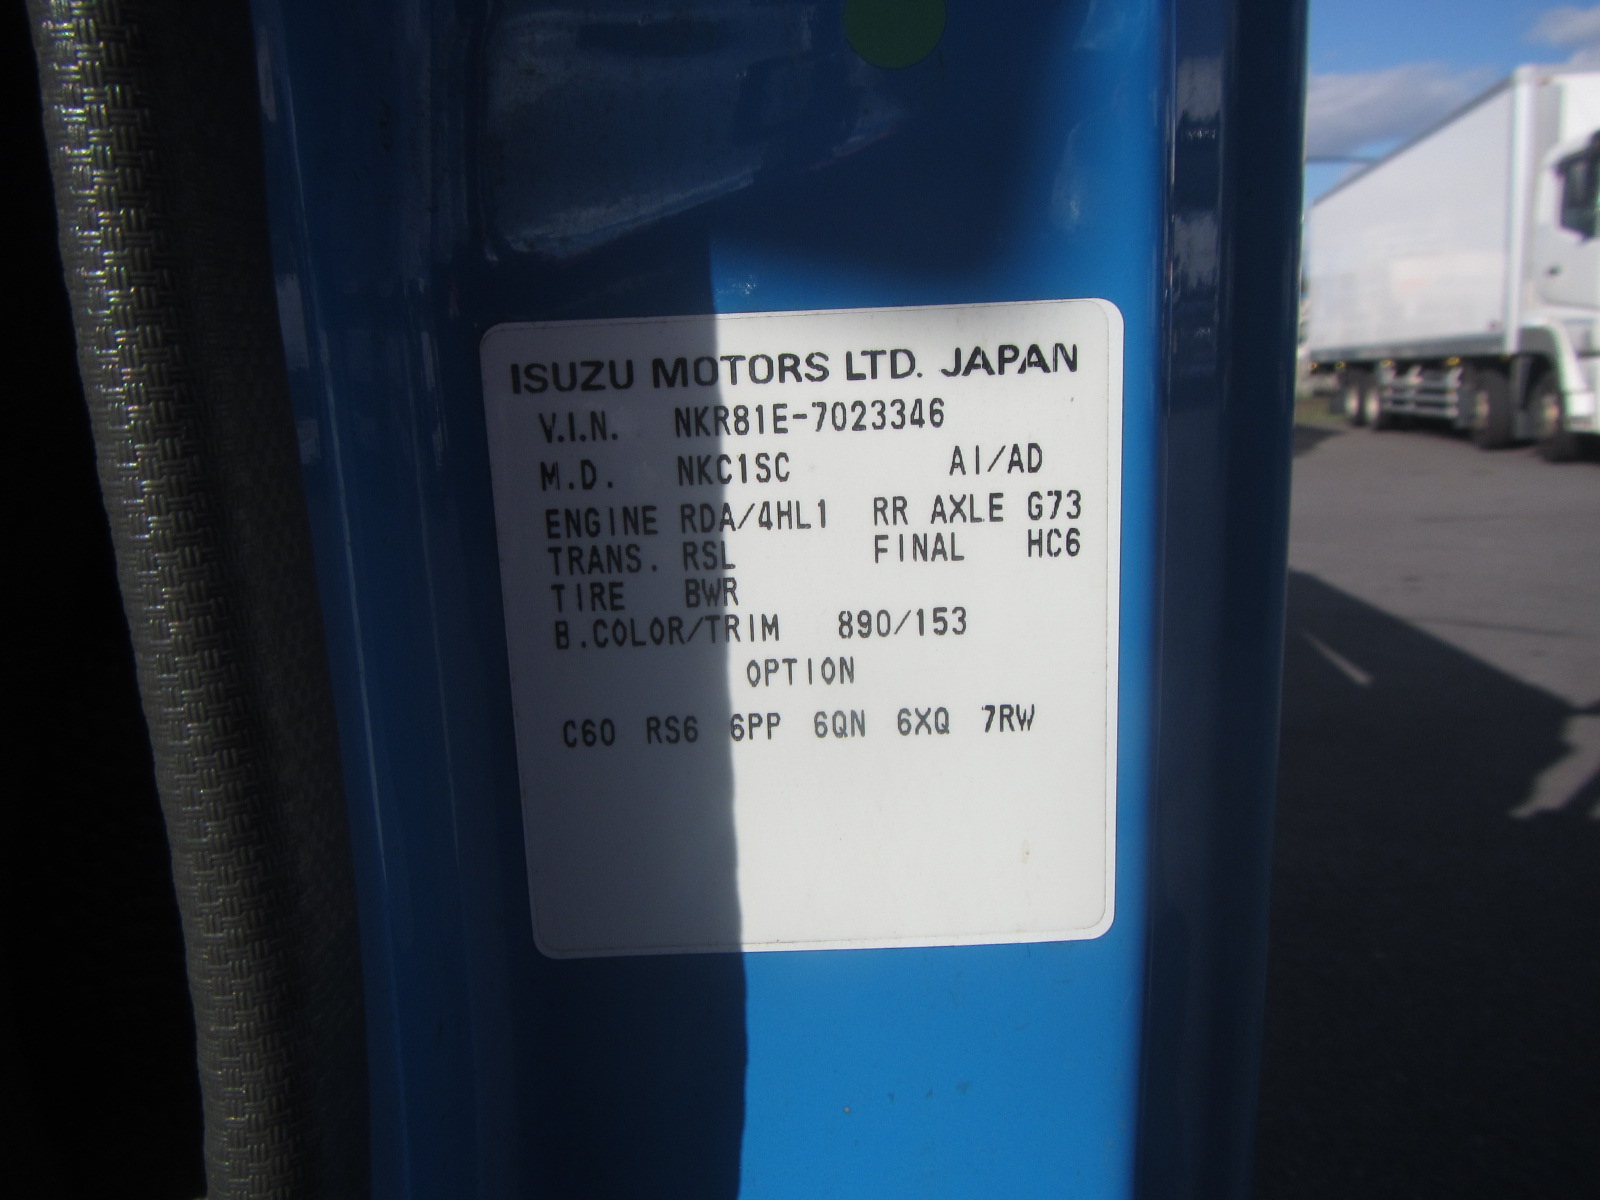 ISUZU MOTORS LTD. JAPAN
V.I.N. NKR81E-7023346
M.D. NKC1SC AI/AD
ENGINE RDA/4HL1 RR AXLE G73
TRANS. RSL FINAL HC6
TIRE BWR
B.COLOR/TRIM 890/153
OPTION
C60 RS6 6PP 6QN 6XQ 7RW